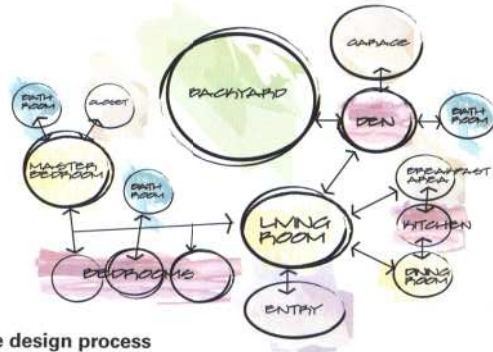 GARAGE
BACKYARD
BATH
ROOM
CLOSET
DEN
BATH
ROOM
MASTER
BEDROOM
BATH
ROOM
BREAKFAST
AREA
LIVING
ROOM
KITCHEN
BEDROOMS
DINING
ROOM
ENTRY
e design process